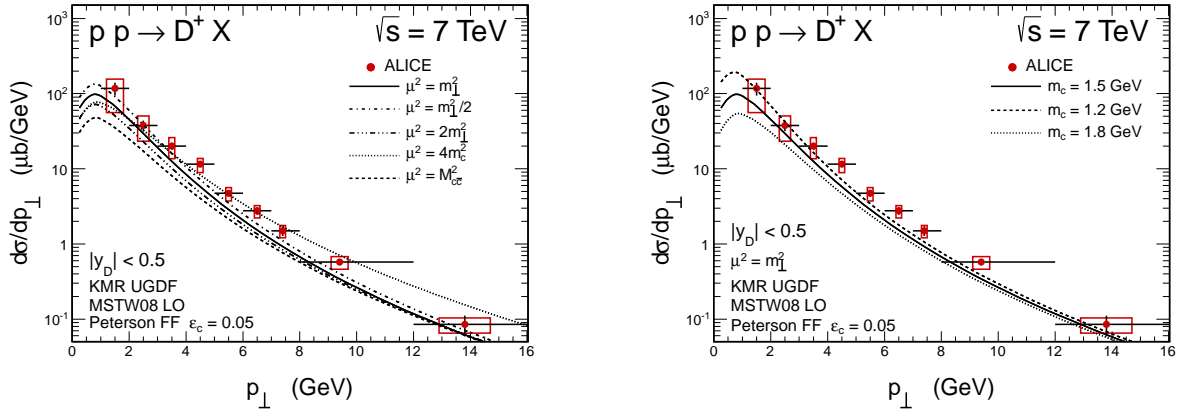 p p → D⁺ X
√s = 7 TeV
ALICE
μ² = m⊥²
μ² = m⊥²/2
μ² = 2m⊥²
μ² = 4m_c²
μ² = M²_cc̄
|y_D| < 0.5
KMR UGDF
MSTW08 LO
Peterson FF ε_c = 0.05
dσ/dp⊥ (μb/GeV)
10³
10²
10
1
10⁻¹
0 2 4 6 8 10 12 14 16
p⊥ (GeV)
p p → D⁺ X
√s = 7 TeV
ALICE
m_c = 1.5 GeV
m_c = 1.2 GeV
m_c = 1.8 GeV
|y_D| < 0.5
μ² = m⊥²
KMR UGDF
MSTW08 LO
Peterson FF ε_c = 0.05
dσ/dp⊥ (μb/GeV)
10³
10²
10
1
10⁻¹
0 2 4 6 8 10 12 14 16
p⊥ (GeV)